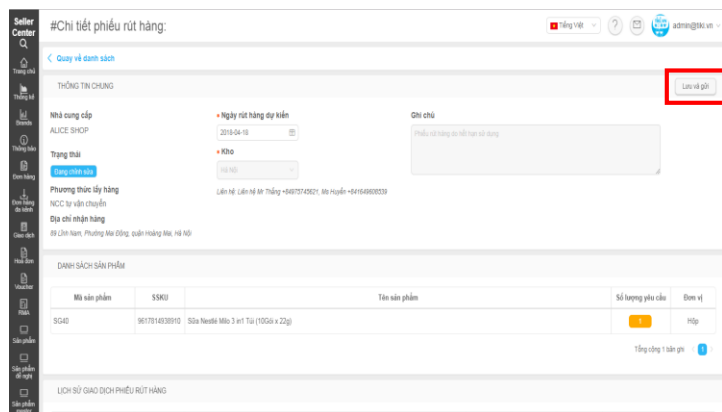 Seller Center
#Chi tiết phiếu rút hàng:
Tiếng Việt
?
admin@tiki.vn
Quay về danh sách
Trang chủ
Thống kê
Brands
Thông báo
Đơn hàng
Đơn hàng đa kênh
Giao dịch
Hoá đơn
Voucher
RMA
Sản phẩm
Sản phẩm đề nghị
Sản phẩm
THÔNG TIN CHUNG
Lưu và gửi
Nhà cung cấp
ALICE SHOP
Trạng thái
Đang chỉnh sửa
Phương thức lấy hàng
NCC tự vận chuyển
Địa chỉ nhận hàng
89 Lĩnh Nam, Phường Mai Động, quận Hoàng Mai, Hà Nội
Ngày rút hàng dự kiến
2018-04-18
Kho
Hà Nội
Liên hệ: Liên hệ Mr Thắng +84975745621; Ms Huyền +841649608559
Ghi chú
Phiếu rút hàng do hết hạn sử dụng
DANH SÁCH SẢN PHẨM
Mã sản phẩm SSKU Tên sản phẩm Số lượng yêu cầu Đơn vị
SG40 9617814938910 Sữa Nestlé Milo 3 in1 Túi (10Gói x 22g) 1 Hộp
Tổng cộng 1 bản ghi < 1 >
LỊCH SỬ GIAO DỊCH PHIẾU RÚT HÀNG